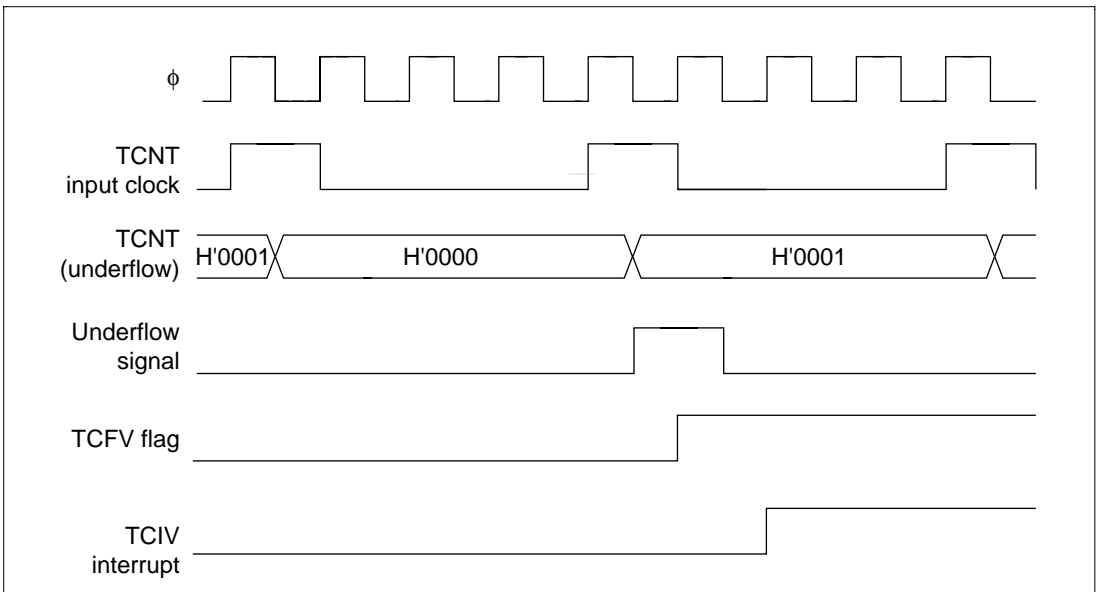 ϕ
TCNT
input clock
TCNT
(underflow)
H'0001
H'0000
H'0001
Underflow
signal
TCFV flag
TCIV
interrupt